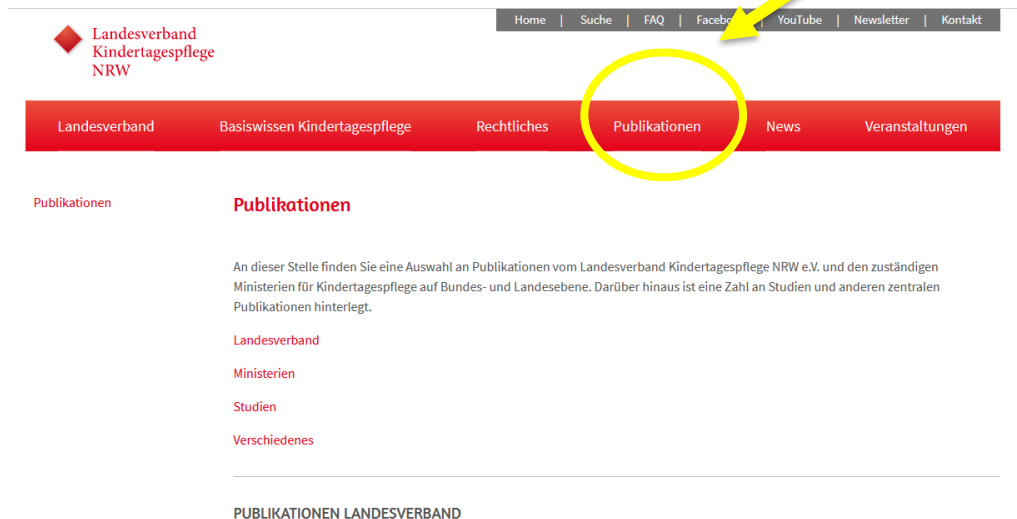 Home | Suche | FAQ | Facebo | YouTube | Newsletter | Kontakt
Landesverband
Kindertagespflege
NRW
Landesverband Basiswissen Kindertagespflege Rechtliches Publikationen News Veranstaltungen
Publikationen
Publikationen
An dieser Stelle finden Sie eine Auswahl an Publikationen vom Landesverband Kindertagespflege NRW e.V. und den zuständigen
Ministerien für Kindertagespflege auf Bundes- und Landesebene. Darüber hinaus ist eine Zahl an Studien und anderen zentralen
Publikationen hinterlegt.
Landesverband
Ministerien
Studien
Verschiedenes
PUBLIKATIONEN LANDESVERBAND